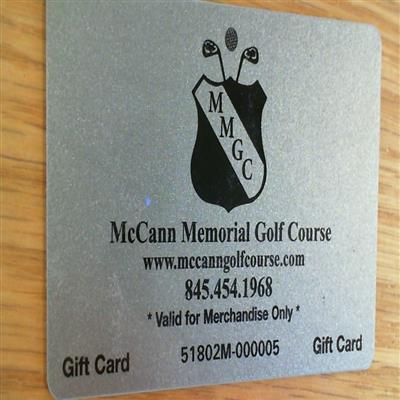 M
M
G
C
McCann Memorial Golf Course
www.mccanngolfcourse.com
845.454.1968
* Valid for Merchandise Only *
Gift Card 51802M-000005 Gift Card